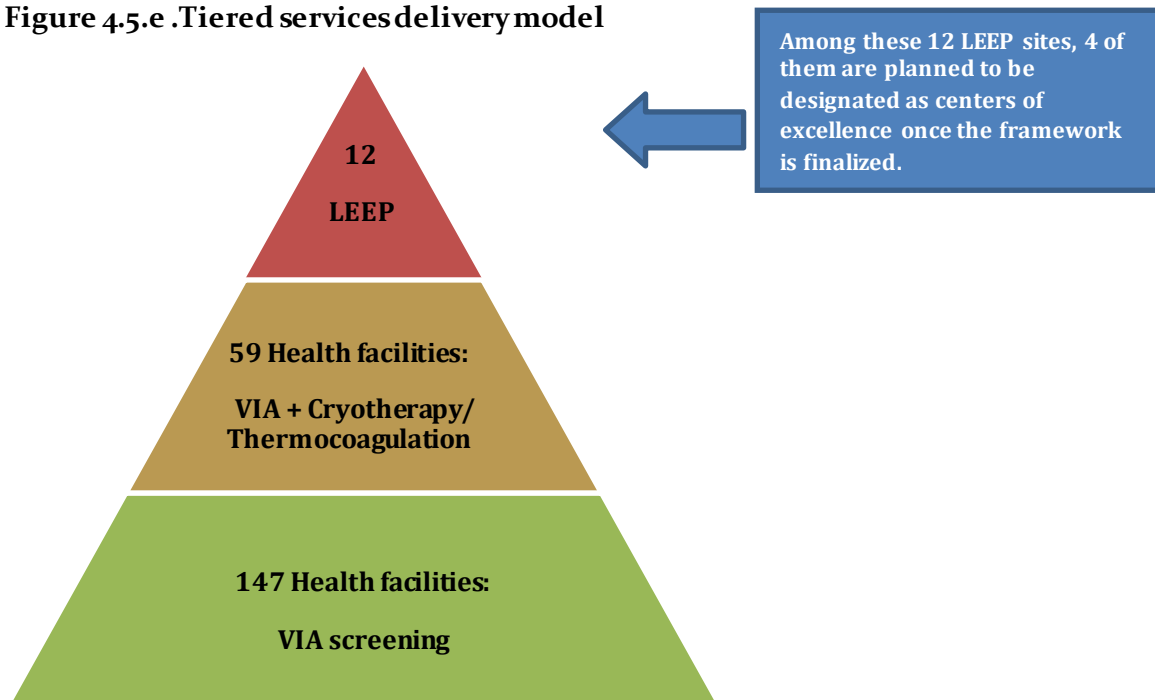 Figure 4.5.e .Tiered services delivery model
Among these 12 LEEP sites, 4 of
them are planned to be
designated as centers of
excellence once the framework
is finalized.
12
LEEP
59 Health facilities:
VIA + Cryotherapy/
Thermocoagulation
147 Health facilities:
VIA screening